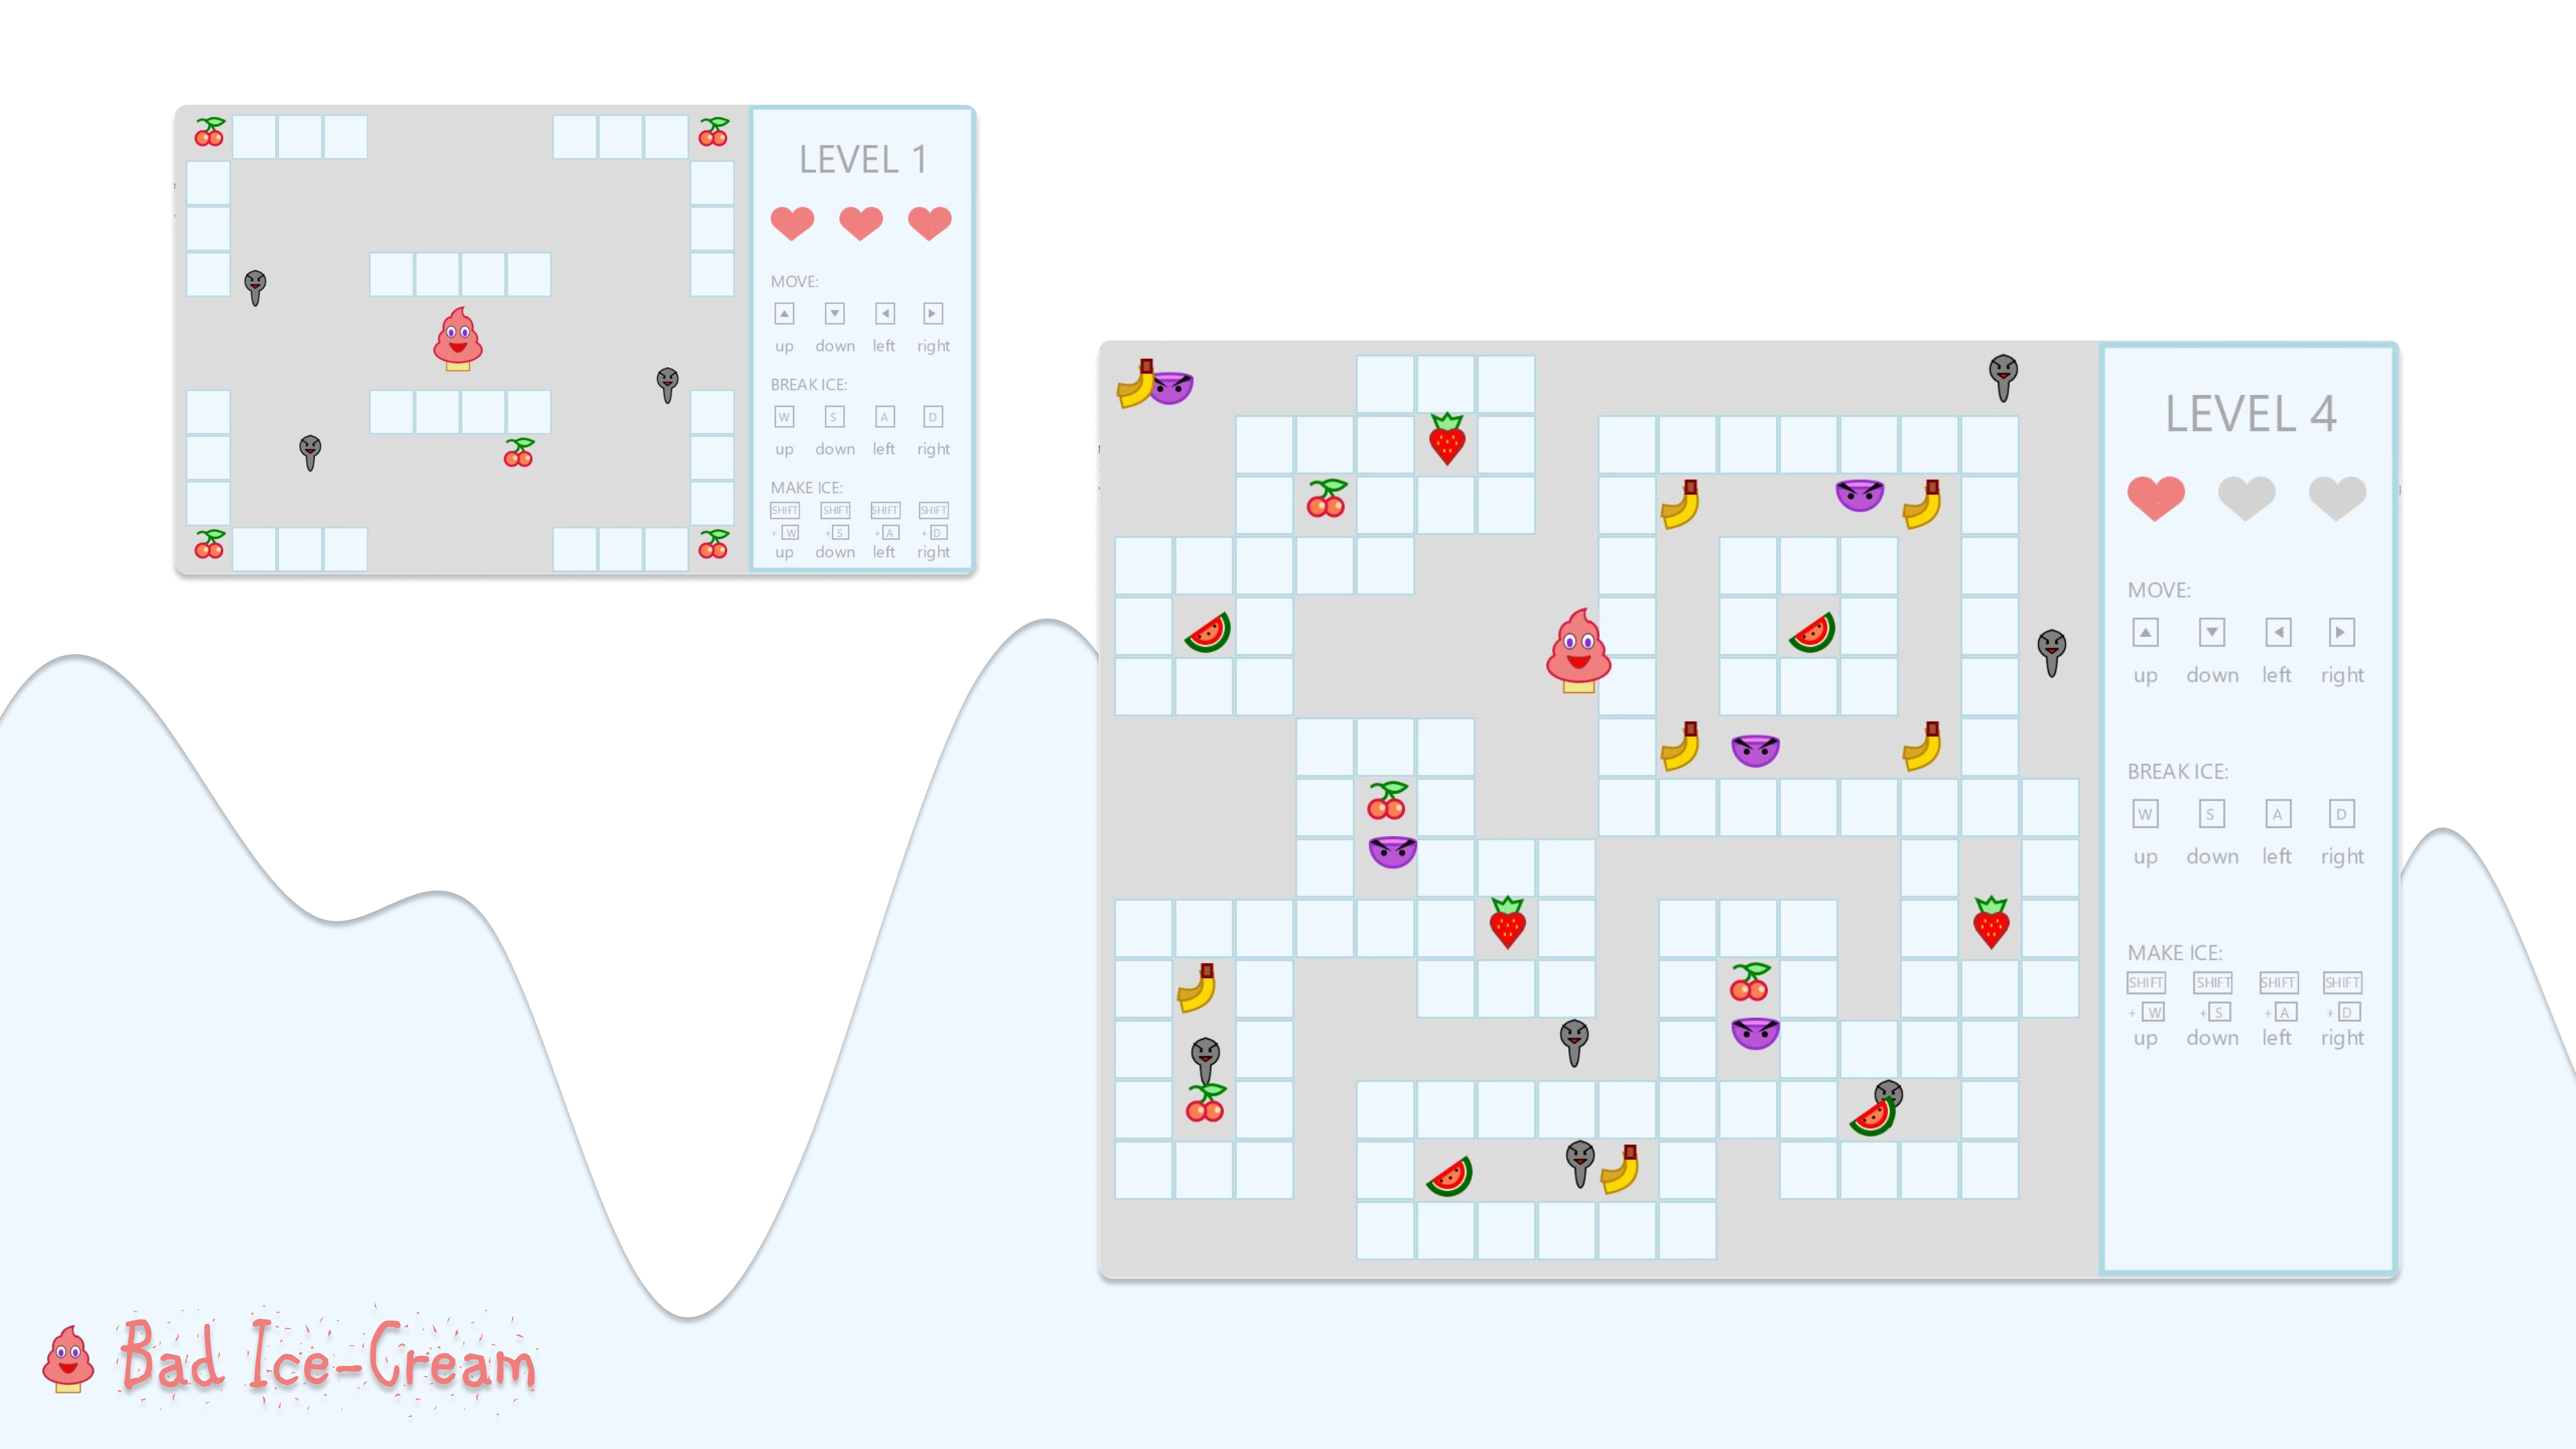 LEVEL 1
MOVE:
up down left right
BREAK ICE:
W S A D
up down left right
MAKE ICE:
SHIFT SHIFT SHIFT SHIFT
+ W + S + A + D
up down left right
LEVEL 4
MOVE:
up down left right
BREAK ICE:
W S A D
up down left right
MAKE ICE:
SHIFT SHIFT SHIFT SHIFT
+ W + S + A + D
up down left right
Bad Ice-Cream